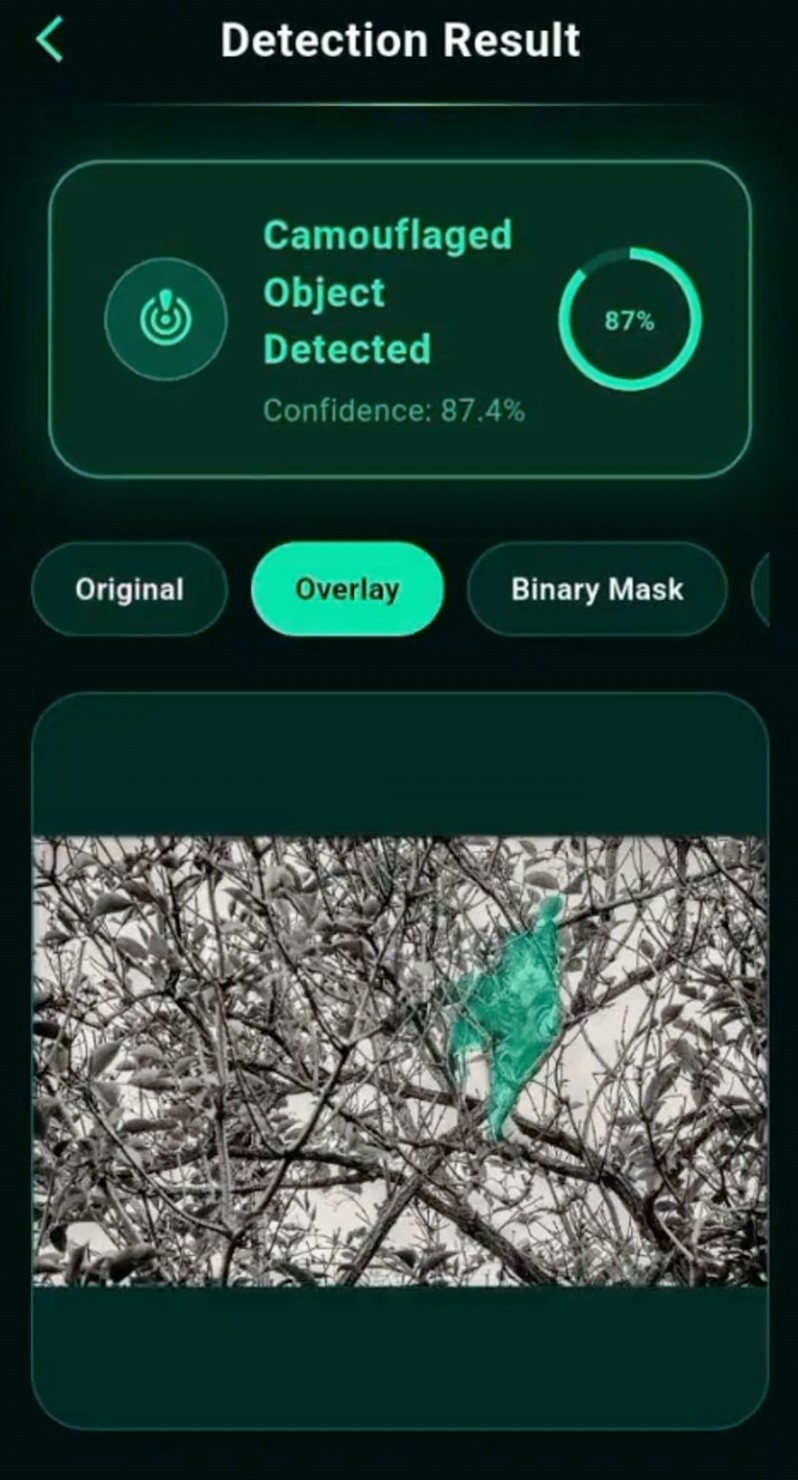 Detection Result
Camouflaged
Object
Detected
Confidence: 87.4%
87%
Original
Overlay
Binary Mask